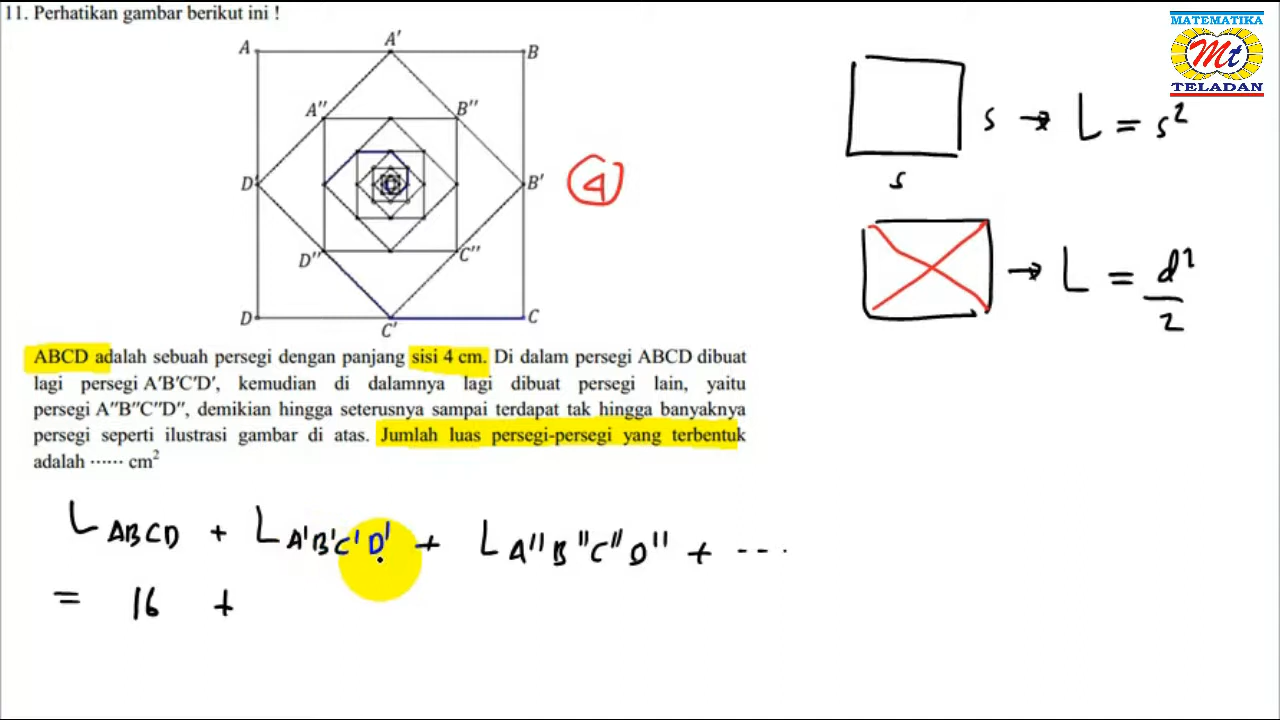 11. Perhatikan gambar berikut ini !
MATEMATIKA
Mt
TELADAN
A A' B
A'' B''
D' B'
D'' C''
D C' C
4
s → L = s²
s
→ L = d²/2
ABCD adalah sebuah persegi dengan panjang sisi 4 cm. Di dalam persegi ABCD dibuat
lagi persegi A'B'C'D', kemudian di dalamnya lagi dibuat persegi lain, yaitu
persegi A''B''C''D'', demikian hingga seterusnya sampai terdapat tak hingga banyaknya
persegi seperti ilustrasi gambar di atas. Jumlah luas persegi-persegi yang terbentuk
adalah ⋯⋯ cm²
L ABCD + L A'B'C'D' + L A''B''C''D'' + ---
= 16 +